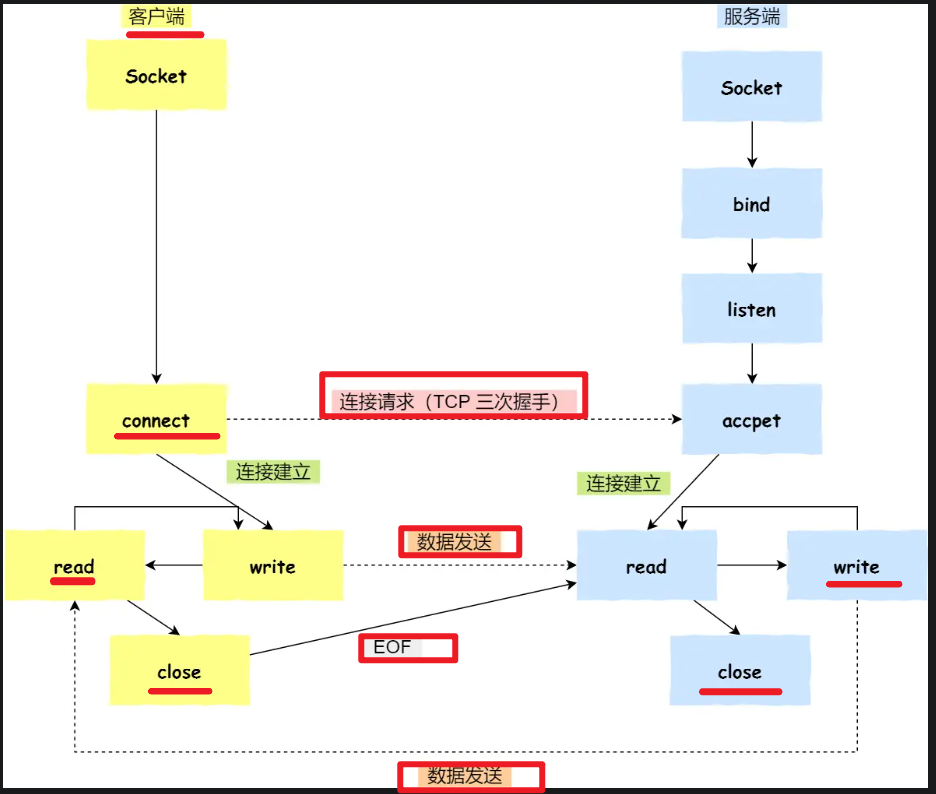 客户端
服务端
Socket
Socket
bind
listen
连接请求（TCP 三次握手）
connect
accpet
连接建立
连接建立
数据发送
read
write
read
write
EOF
close
close
数据发送